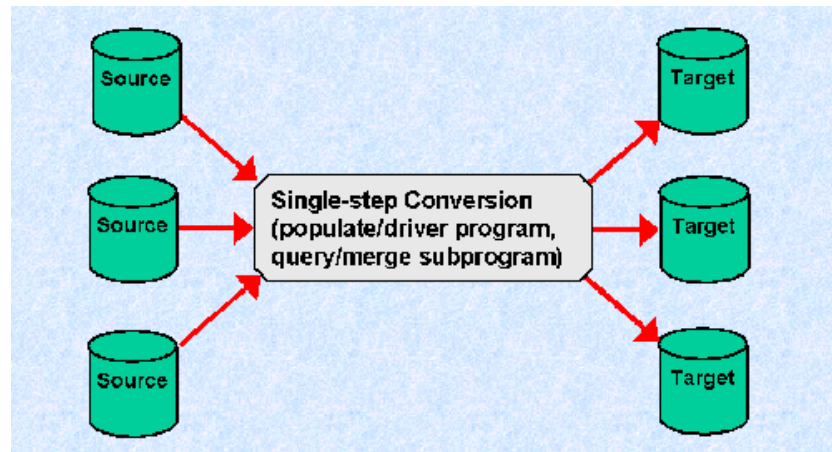 Source
Target
Single-step Conversion
(populate/driver program,
query/merge subprogram)
Source
Target
Source
Target